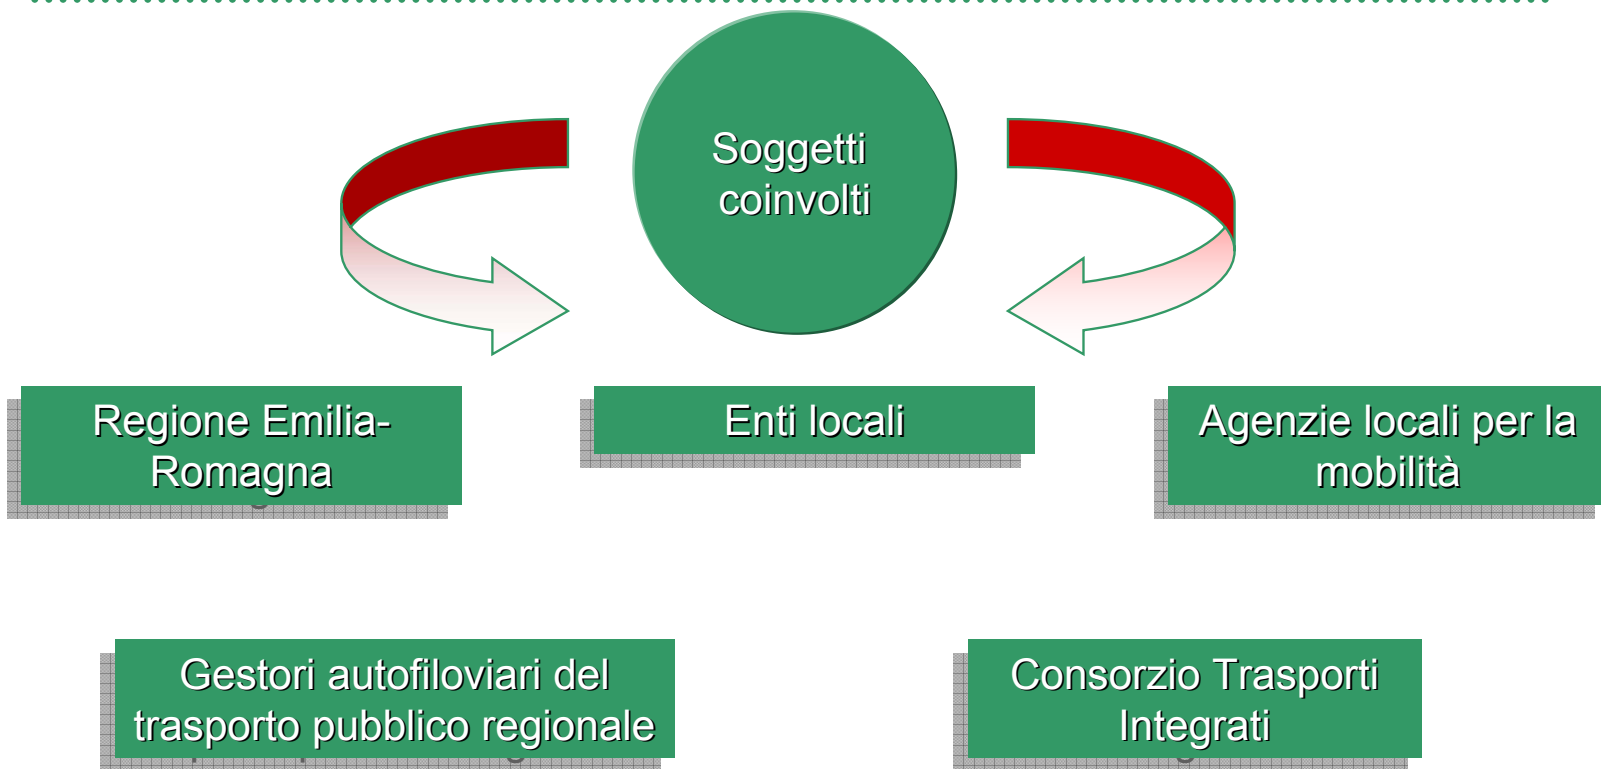 Soggetti
coinvolti
Regione Emilia-
Romagna
Enti locali
Agenzie locali per la
mobilità
Gestori autofiloviari del
trasporto pubblico regionale
Consorzio Trasporti
Integrati